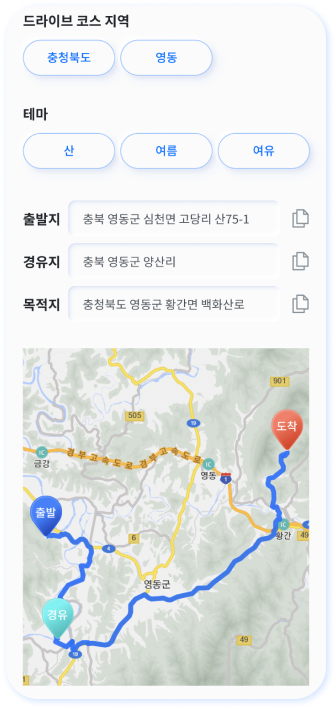 드라이브 코스 지역
충청북도 영동
테마
산 여름 여유
출발지 충북 영동군 심천면 고당리 산75-1
경유지 충북 영동군 양산리
목적지 충청북도 영동군 황간면 백화산로
901
505
19
도착
경부고속도로 경부고속도로
IC
금강
IC
영동
1
출발
IC
황간
4
6
49
영동군
경유
19
49